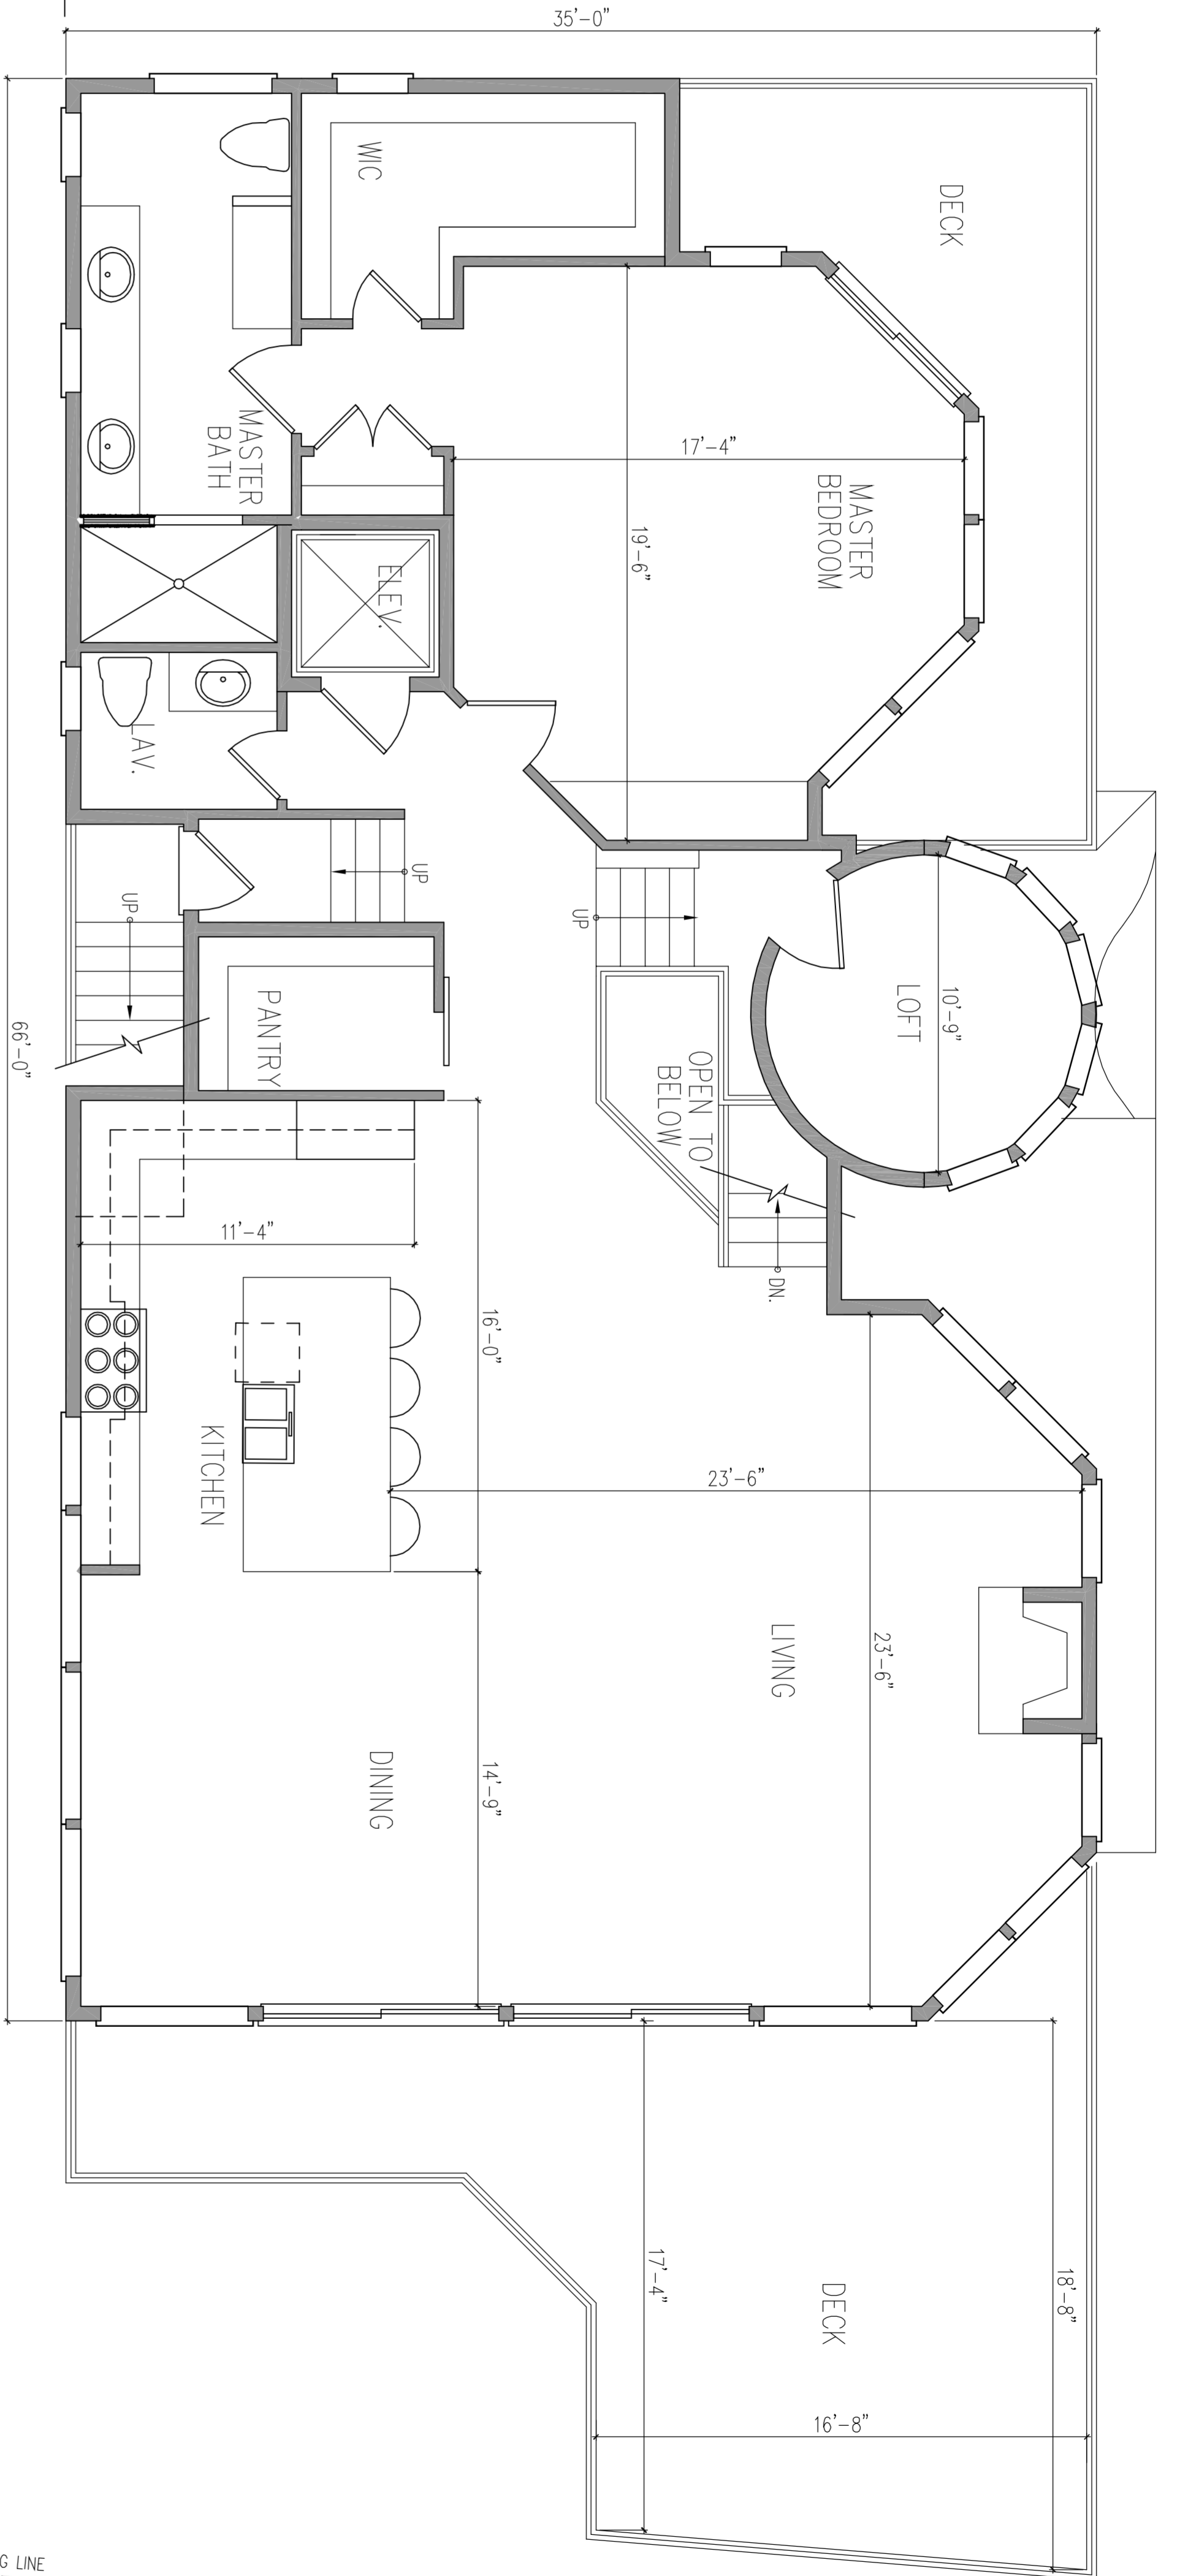 35'-0"
DECK
WIC
17'-4"
MASTER
BEDROOM
19'-6"
MASTER
BATH
ELEV.
LAV.
UP
UP
UP
LOFT
10'-9"
PANTRY
66'-0"
OPEN TO
BELOW
DN.
11'-4"
16'-0"
KITCHEN
23'-6"
LIVING
23'-6"
DINING
14'-9"
DECK
17'-4"
18'-8"
16'-8"
G LINE